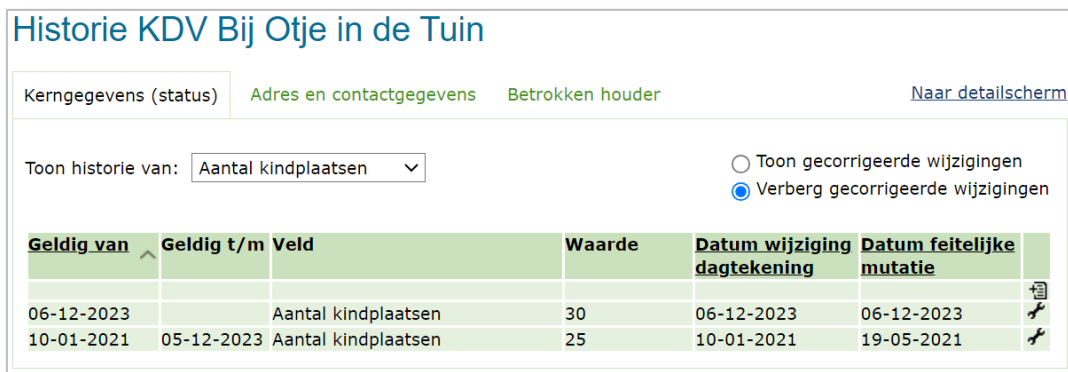 Historie KDV Bij Otje in de Tuin
Kerngegevens (status) Adres en contactgegevens Betrokken houder Naar detailscherm
Toon historie van: Aantal kindplaatsen Toon gecorrigeerde wijzigingen
Verberg gecorrigeerde wijzigingen
Geldig van Geldig t/m Veld Waarde Datum wijziging dagtekening Datum feitelijke mutatie
06-12-2023 Aantal kindplaatsen 30 06-12-2023 06-12-2023
10-01-2021 05-12-2023 Aantal kindplaatsen 25 10-01-2021 19-05-2021